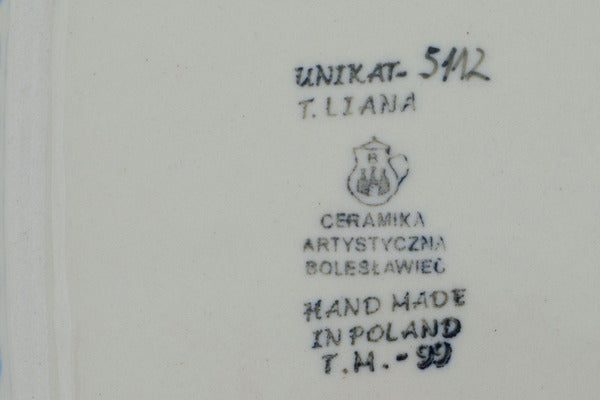 UNIKAT- 5112
T. LIANA
B
CERAMIKA
ARTYSTYCZNA
BOLESŁAWIEC
HAND MADE
IN POLAND
T.M.-99